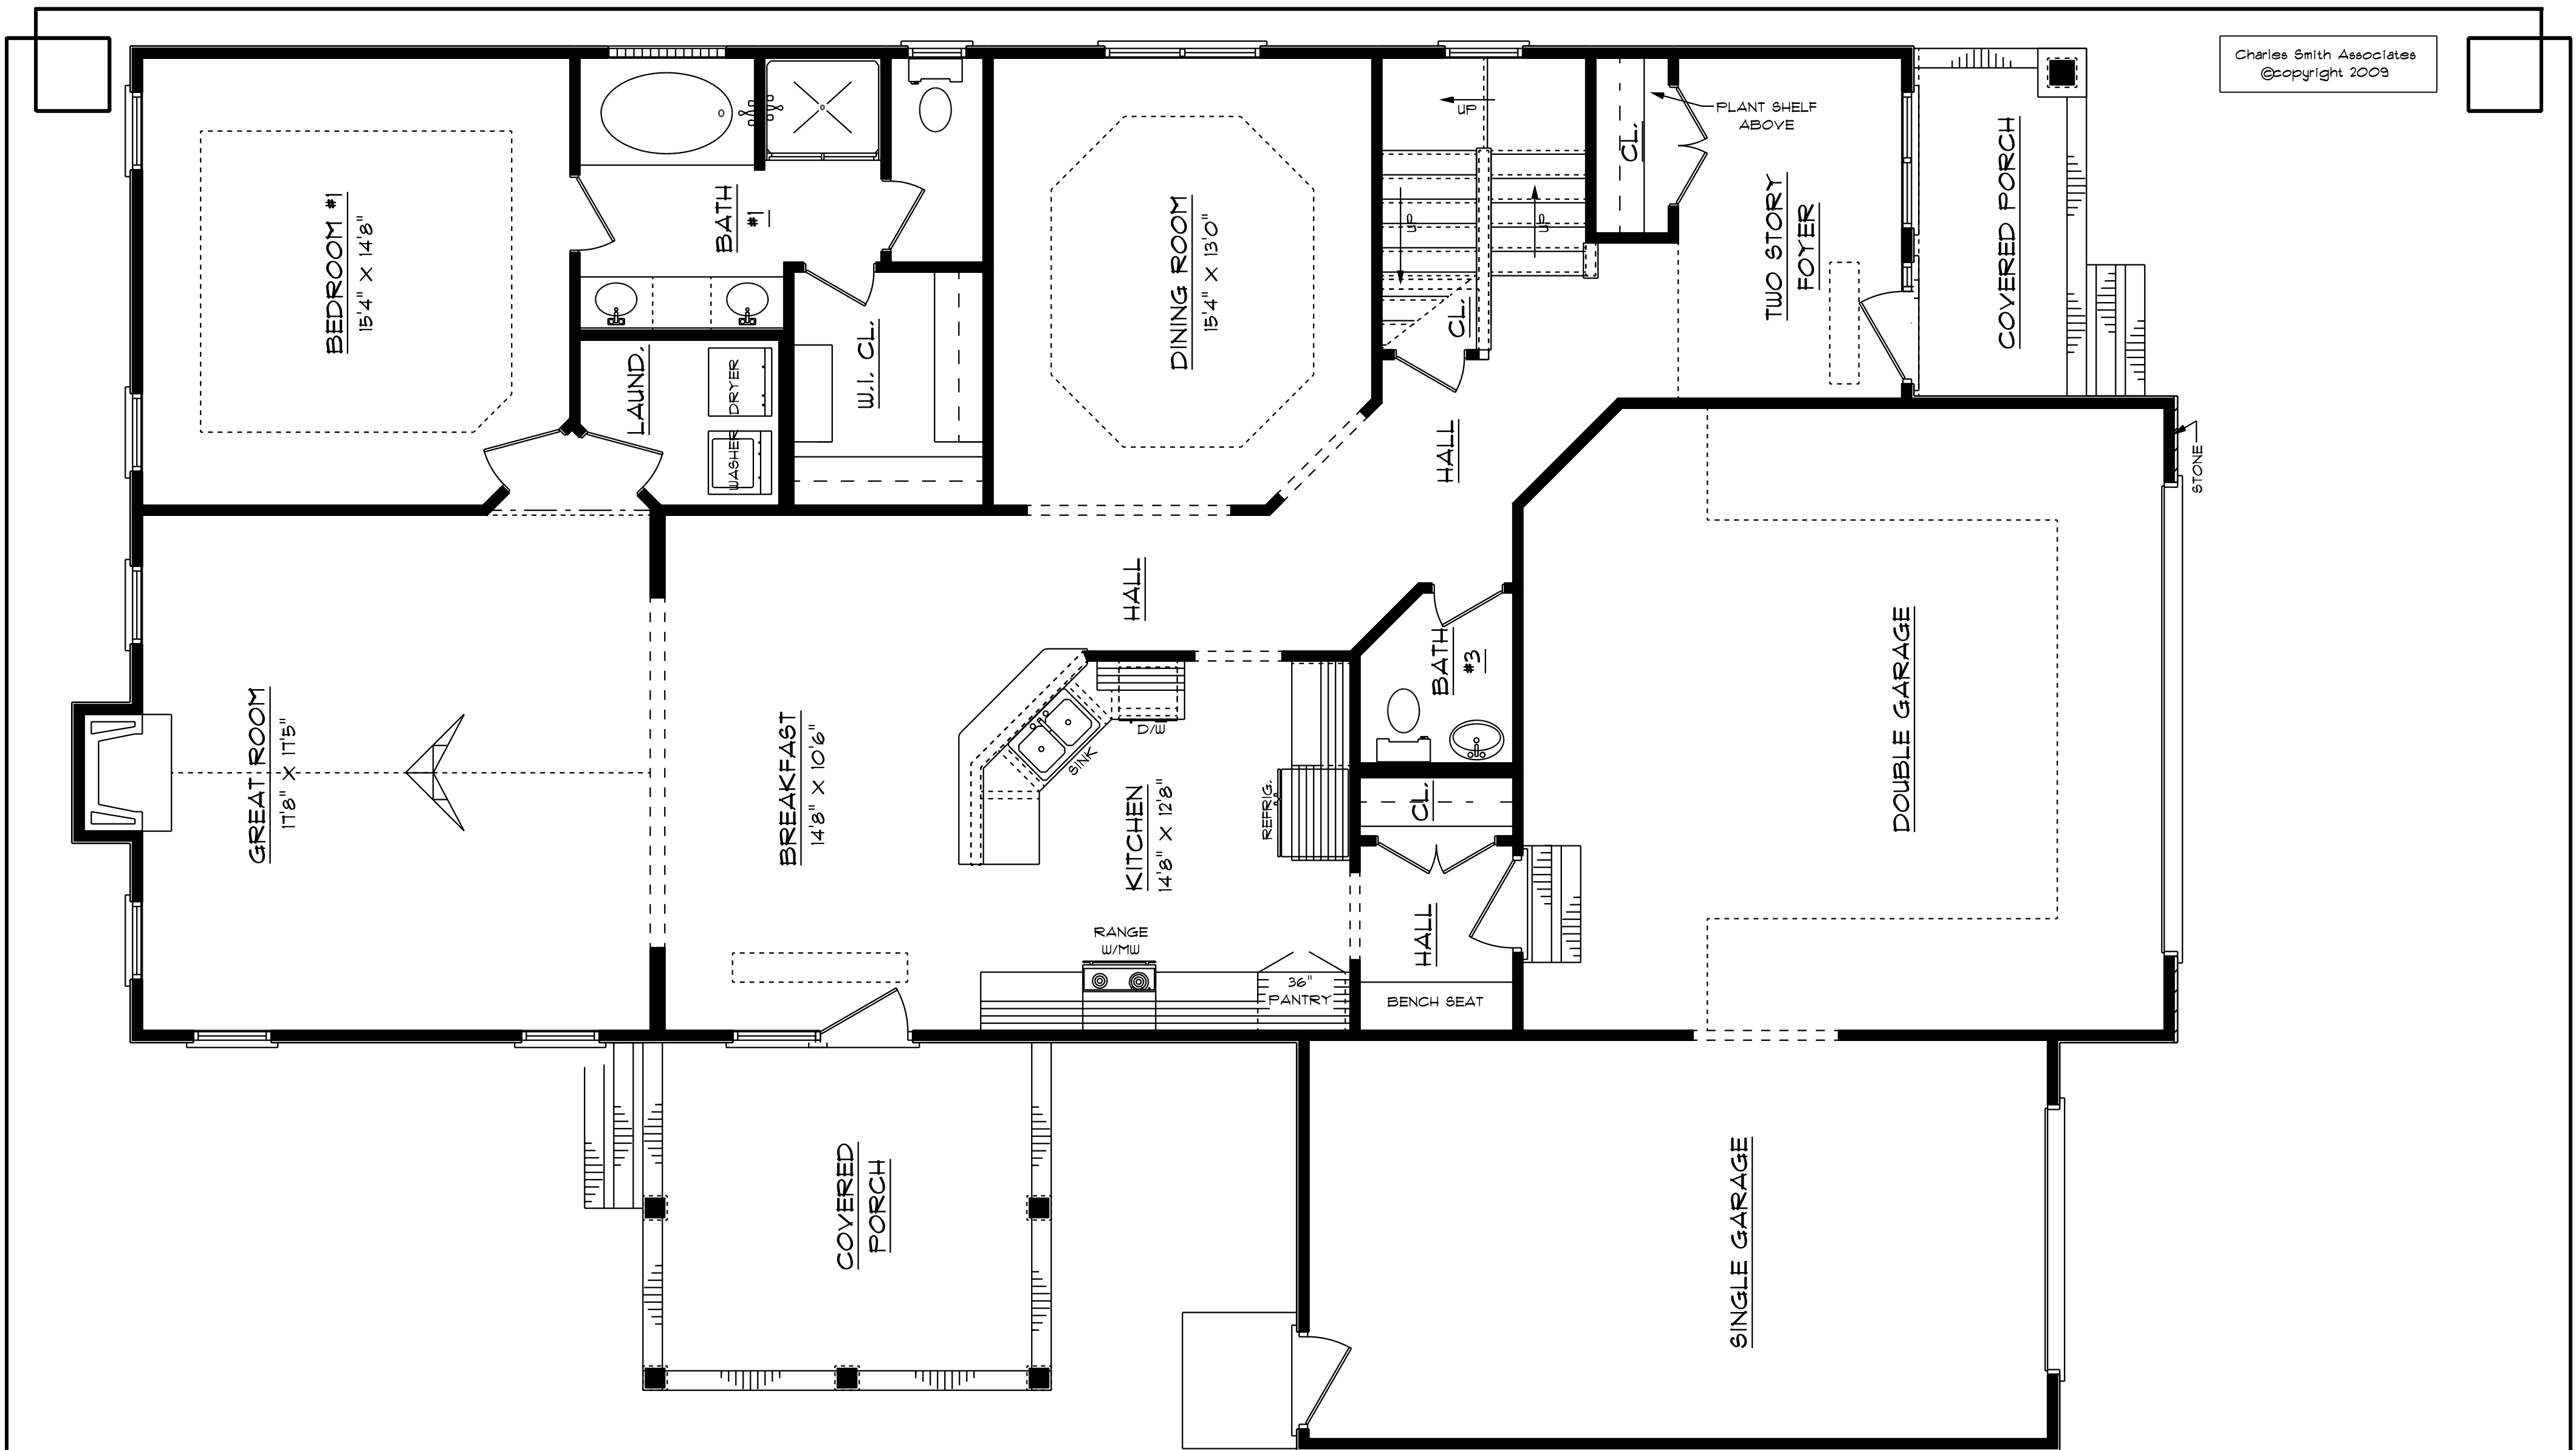 Charles Smith Associates
©copyright 2009
BEDROOM #1
15'4" X 14'8"
BATH
#1
LAUND.
DRYER
WASHER
W.I. CL.
DINING ROOM
15'4" X 13'0"
UP
UP
UP
CL.
CL.
PLANT SHELF
ABOVE
TWO STORY
FOYER
COVERED PORCH
STONE
HALL
HALL
GREAT ROOM
17'8" X 17'5"
BREAKFAST
14'8" X 10'6"
SINK
D/W
KITCHEN
14'8" X 12'8"
REFRIG.
RANGE
W/MW
36"
PANTRY
BATH
#3
CL.
HALL
BENCH SEAT
DOUBLE GARAGE
COVERED
PORCH
SINGLE GARAGE